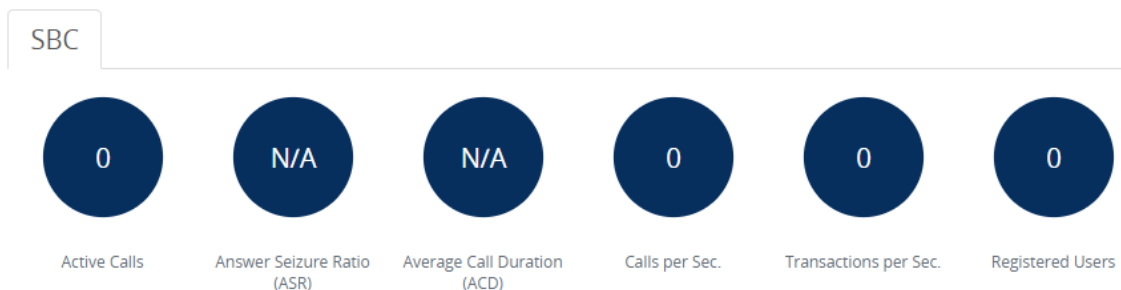 SBC
0
N/A
N/A
0
0
0
Active Calls
Answer Seizure Ratio
(ASR)
Average Call Duration
(ACD)
Calls per Sec.
Transactions per Sec.
Registered Users